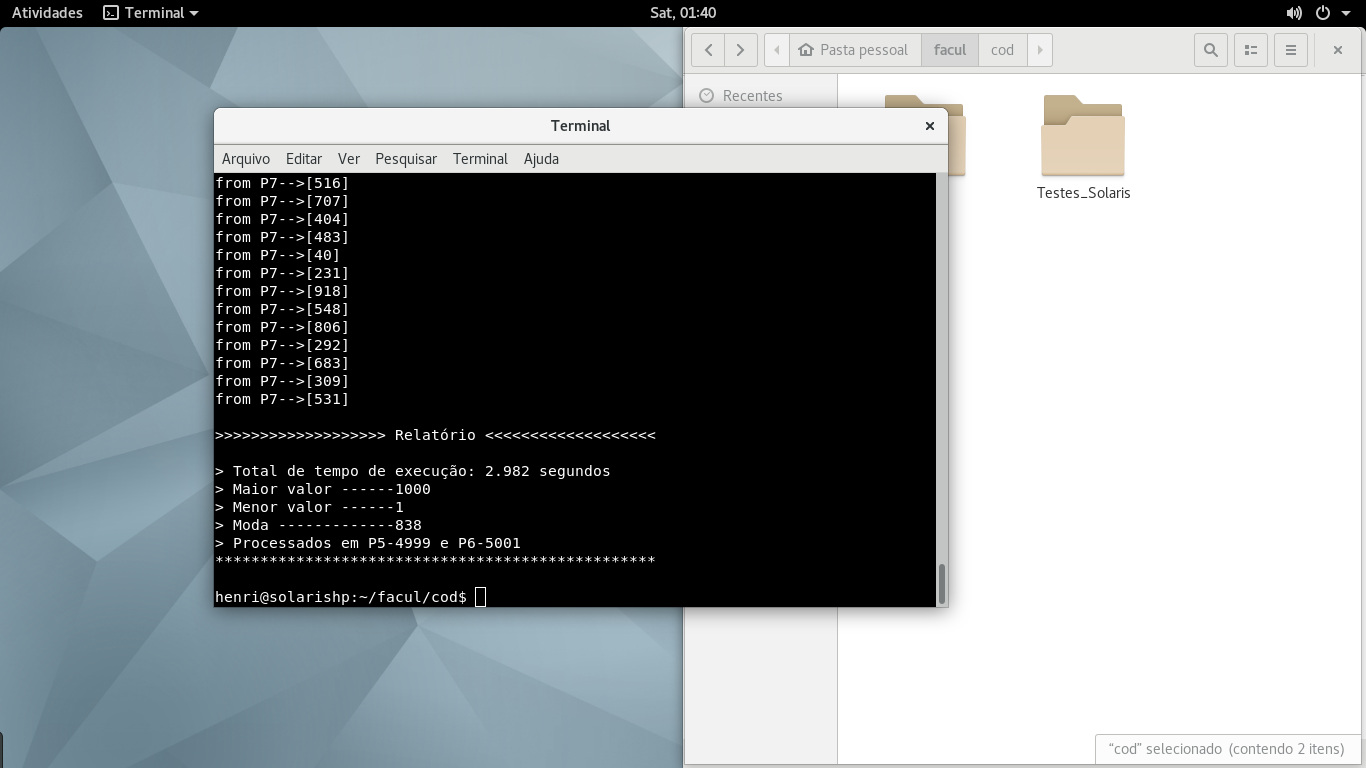 Atividades Terminal Sat, 01:40
Pasta pessoal facul cod
Recentes
Testes_Solaris
Terminal
Arquivo Editar Ver Pesquisar Terminal Ajuda
from P7-->[516]
from P7-->[707]
from P7-->[404]
from P7-->[483]
from P7-->[40]
from P7-->[231]
from P7-->[918]
from P7-->[548]
from P7-->[806]
from P7-->[292]
from P7-->[683]
from P7-->[309]
from P7-->[531]
>>>>>>>>>>>>>>>>>>> Relatório <<<<<<<<<<<<<<<<<<<
> Total de tempo de execução: 2.982 segundos
> Maior valor ------1000
> Menor valor ------1
> Moda -------------838
> Processados em P5-4999 e P6-5001
*************************************************
henri@solarishp:~/facul/cod$
“cod” selecionado (contendo 2 itens)